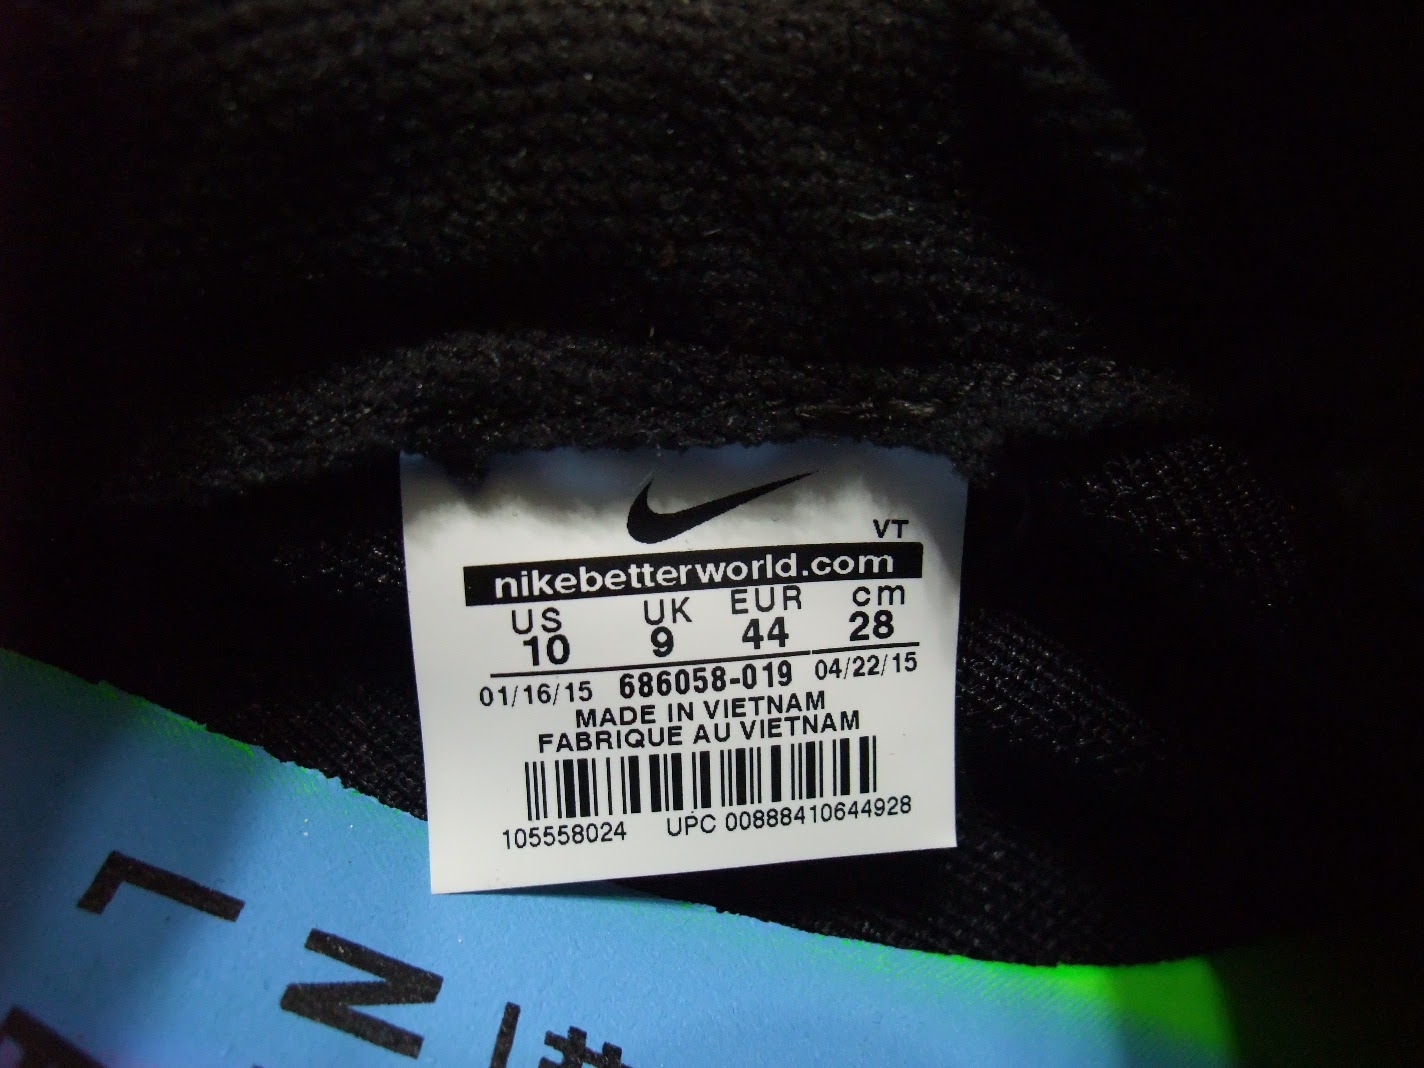 VT
nikebetterworld.com
US UK EUR cm
10 9 44 28
01/16/15 686058-019 04/22/15
MADE IN VIETNAM
FABRIQUE AU VIETNAM
105558024 UPC 00888410644928